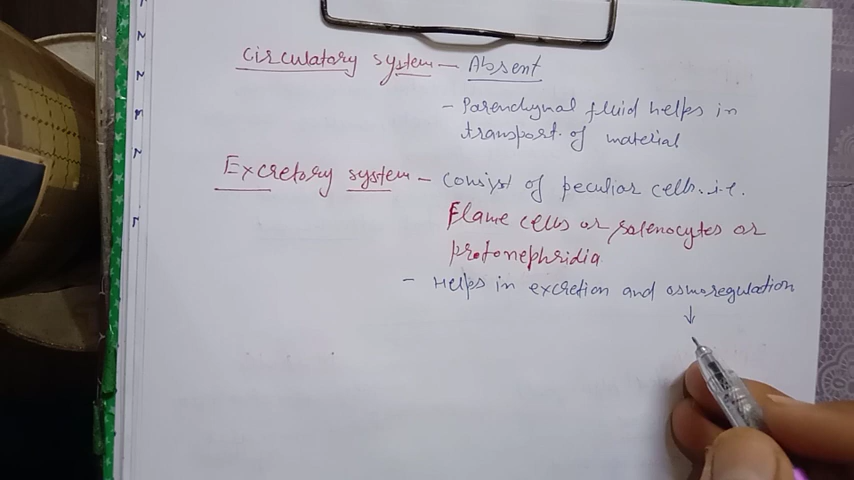 Circulatory system - Absent
- Parenchymal fluid helps in
transport of material
Excretory system - Consist of peculiar cells. i.e.
Flame cells or solenocytes or
protonephridia
- Helps in excretion and osmoregulation
↓